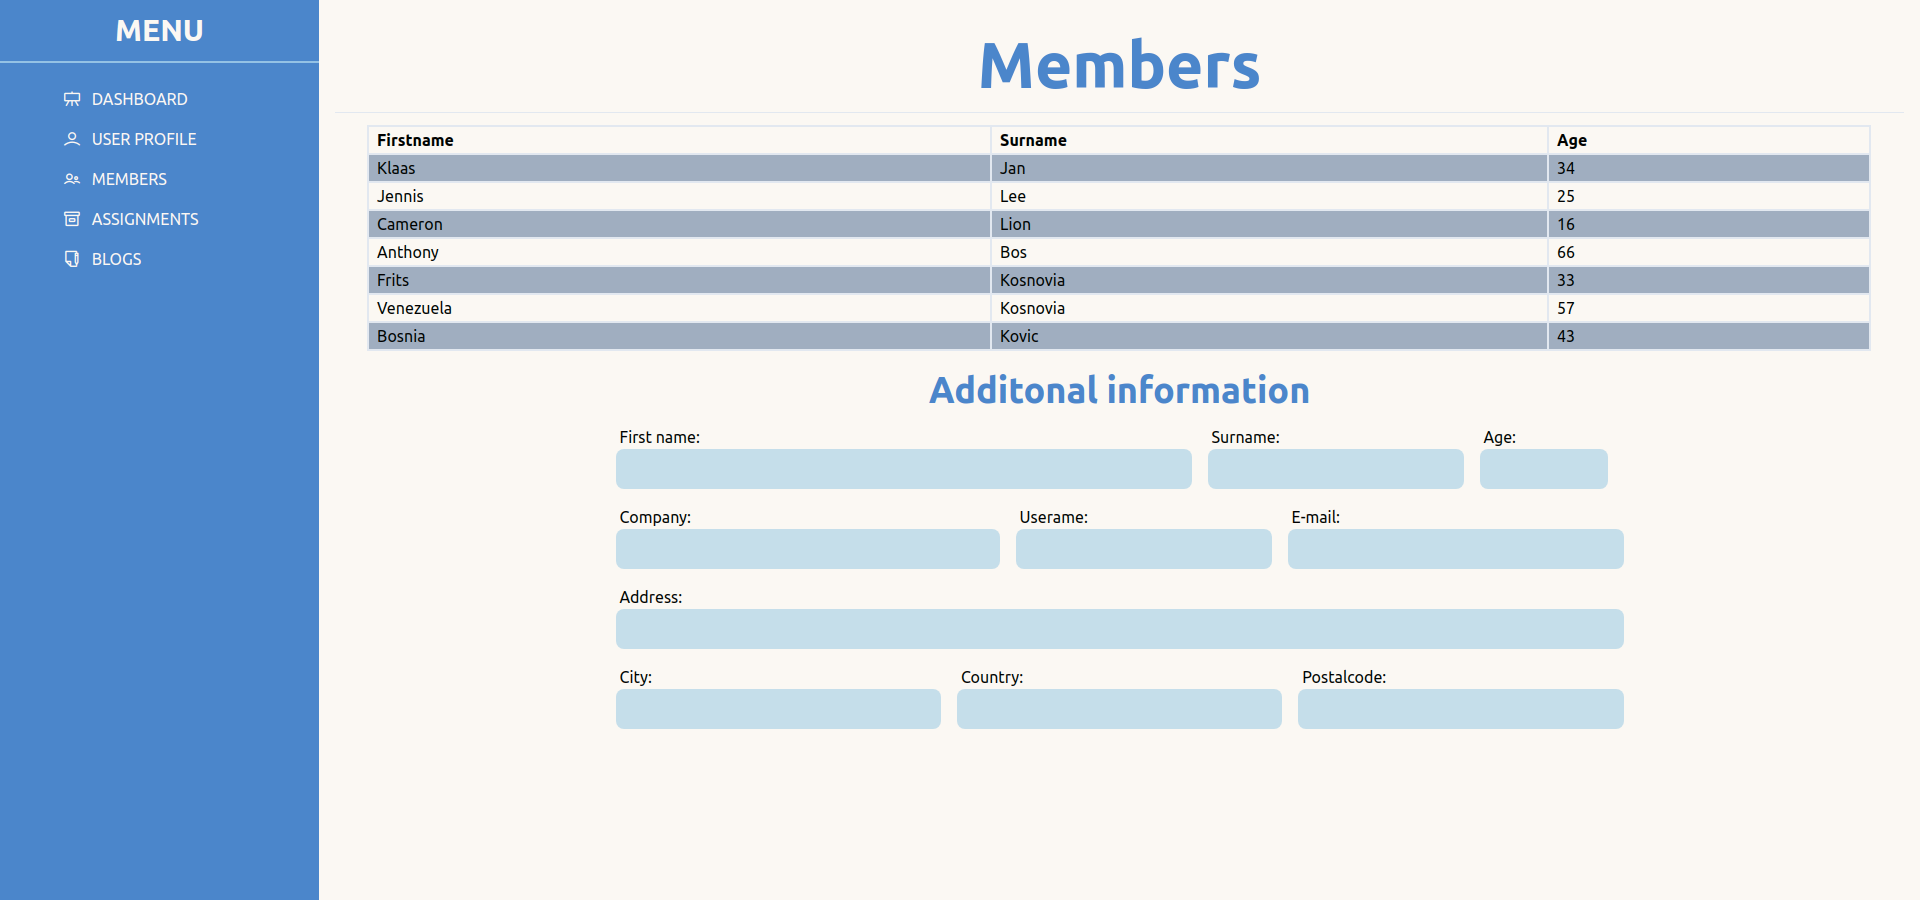 MENU
DASHBOARD
USER PROFILE
MEMBERS
ASSIGNMENTS
BLOGS
Members
Firstname Surname Age
Klaas Jan 34
Jennis Lee 25
Cameron Lion 16
Anthony Bos 66
Frits Kosnovia 33
Venezuela Kosnovia 57
Bosnia Kovic 43
Additonal information
First name: Surname: Age:
Company: Userame: E-mail:
Address:
City: Country: Postalcode: